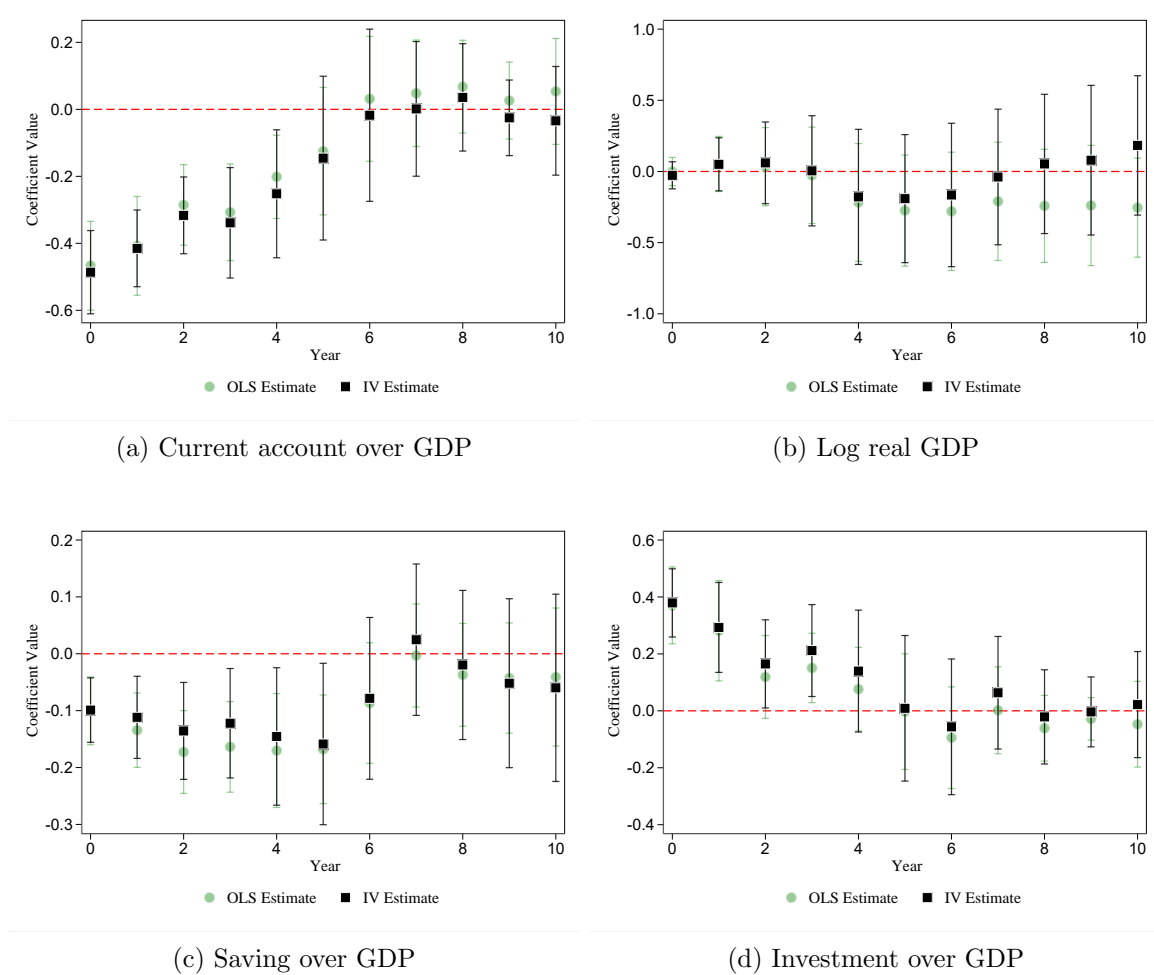 Coefficient Value
0.2
0.0
-0.2
-0.4
-0.6
0 2 4 6 8 10
Year
OLS Estimate IV Estimate
(a) Current account over GDP
Coefficient Value
1.0
0.5
0.0
-0.5
-1.0
0 2 4 6 8 10
Year
OLS Estimate IV Estimate
(b) Log real GDP
Coefficient Value
0.2
0.1
0.0
-0.1
-0.2
-0.3
0 2 4 6 8 10
Year
OLS Estimate IV Estimate
(c) Saving over GDP
Coefficient Value
0.6
0.4
0.2
0.0
-0.2
-0.4
0 2 4 6 8 10
Year
OLS Estimate IV Estimate
(d) Investment over GDP